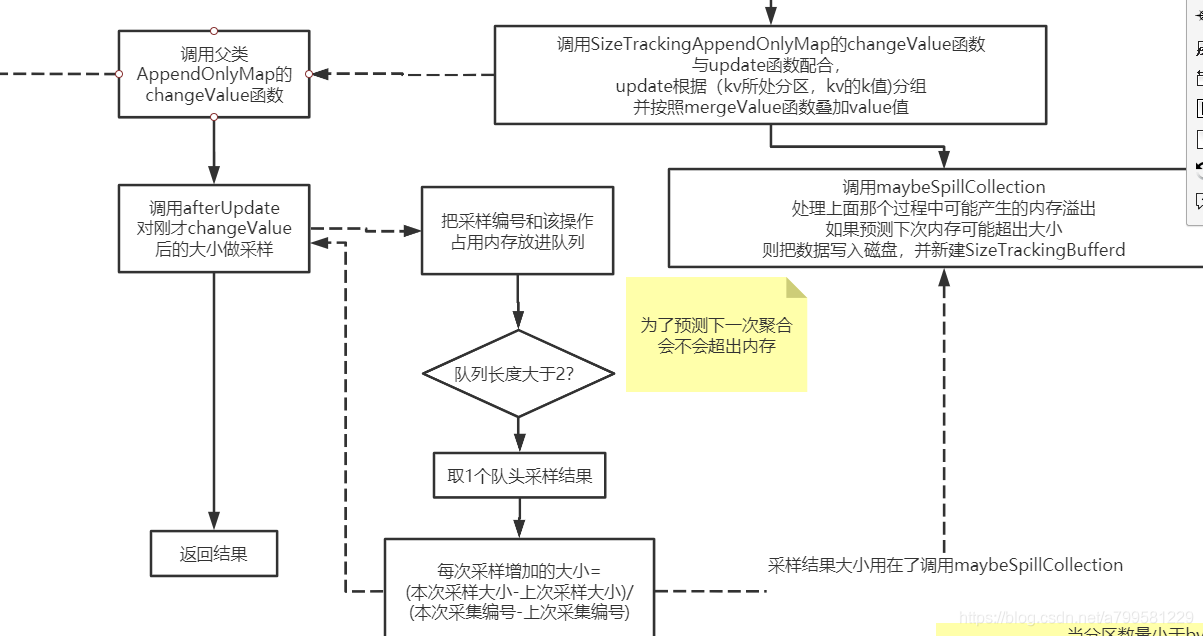 调用父类
AppendOnlyMap的
changeValue函数
调用SizeTrackingAppendOnlyMap的changeValue函数
与update函数配合，
update根据（kv所处分区，kv的k值)分组
并按照mergeValue函数叠加value值
调用afterUpdate
对刚才changeValue
后的大小做采样
把采样编号和该操作
占用内存放进队列
调用maybeSpillCollection
处理上面那个过程中可能产生的内存溢出
如果预测下次内存可能超出大小
则把数据写入磁盘，并新建SizeTrackingBufferd
为了预测下一次聚合
会不会超出内存
队列长度大于2?
取1个队头采样结果
返回结果
每次采样增加的大小=
(本次采样大小-上次采样大小)/
(本次采集编号-上次采集编号)
采样结果大小用在了调用maybeSpillCollection
https://blog.csdn.net/a799581229
当分区数量小于by